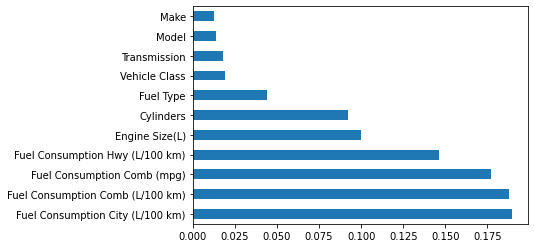 Make
Model
Transmission
Vehicle Class
Fuel Type
Cylinders
Engine Size(L)
Fuel Consumption Hwy (L/100 km)
Fuel Consumption Comb (mpg)
Fuel Consumption Comb (L/100 km)
Fuel Consumption City (L/100 km)
0.000 0.025 0.050 0.075 0.100 0.125 0.150 0.175